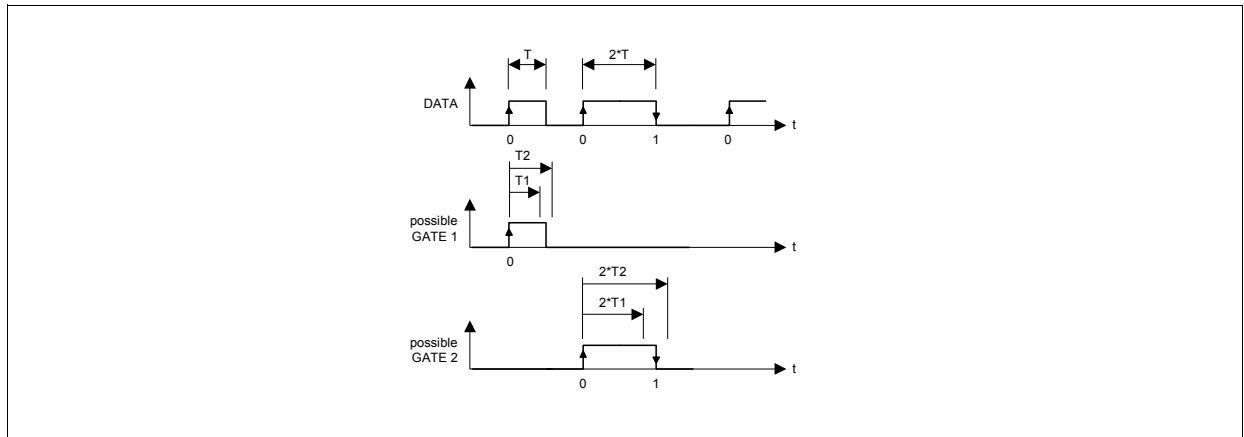 T 2*T
DATA
t
0 0 1 0
T2
T1
possible
GATE 1
t
0
2*T2
2*T1
possible
GATE 2
t
0 1